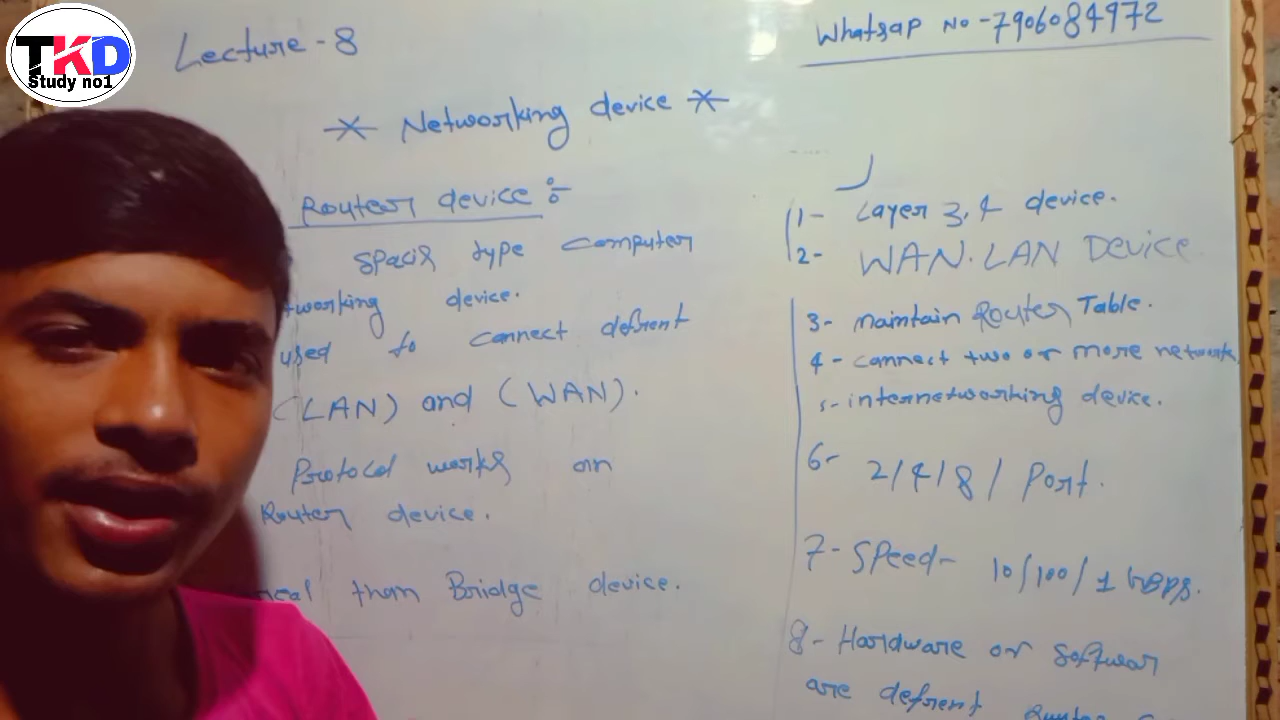 TKD
Study no1
Lecture - 8
Whatsap No - 7906084972
* Networking device *
Router device :-
type computer
tworking device.
used to connect defrent
(LAN) and (WAN).
Protocol works on
Router device.
than Bridge device.
1- Layer 3,4 device.
2- WAN. LAN Device
3- maintain Router Table.
4- connect two or more network
5- internetworking device.
6- 2/4/8/ Port.
7- Speed- 10/100/1
8- Hardware or Softwar
are defrent